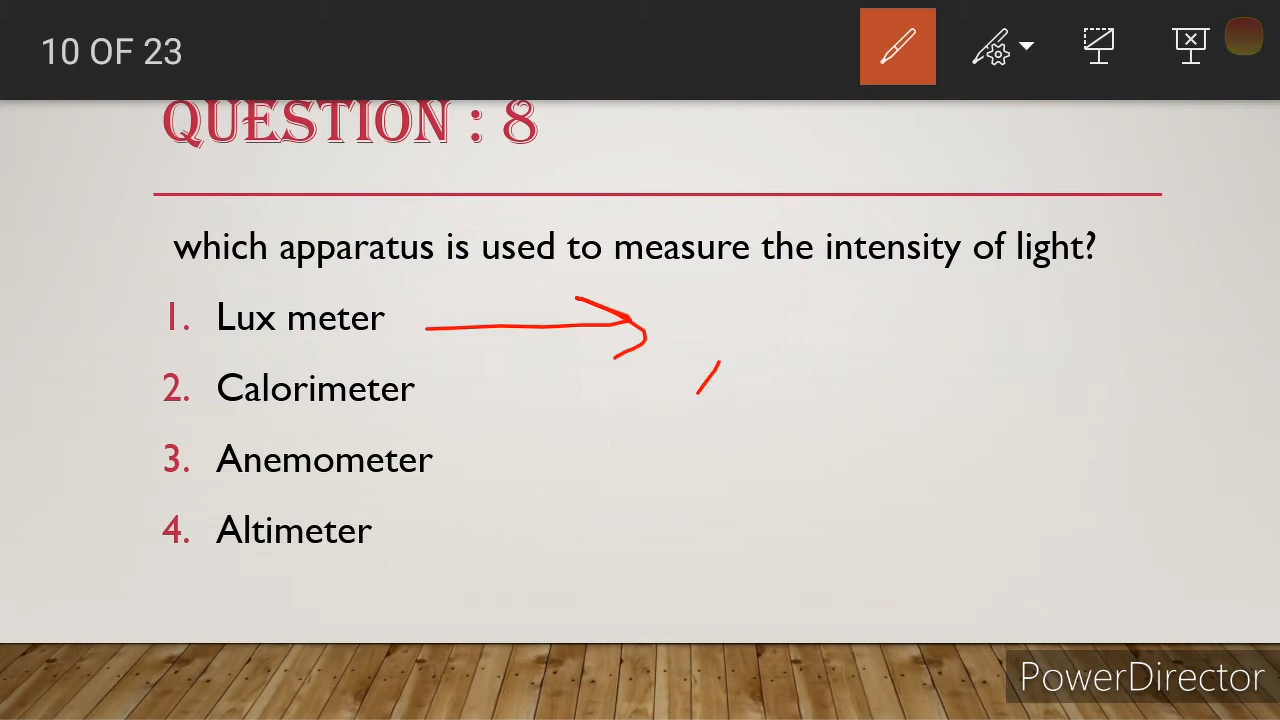 10 OF 23
QUESTION : 8
which apparatus is used to measure the intensity of light?
1. Lux meter
2. Calorimeter
3. Anemometer
4. Altimeter
PowerDirector